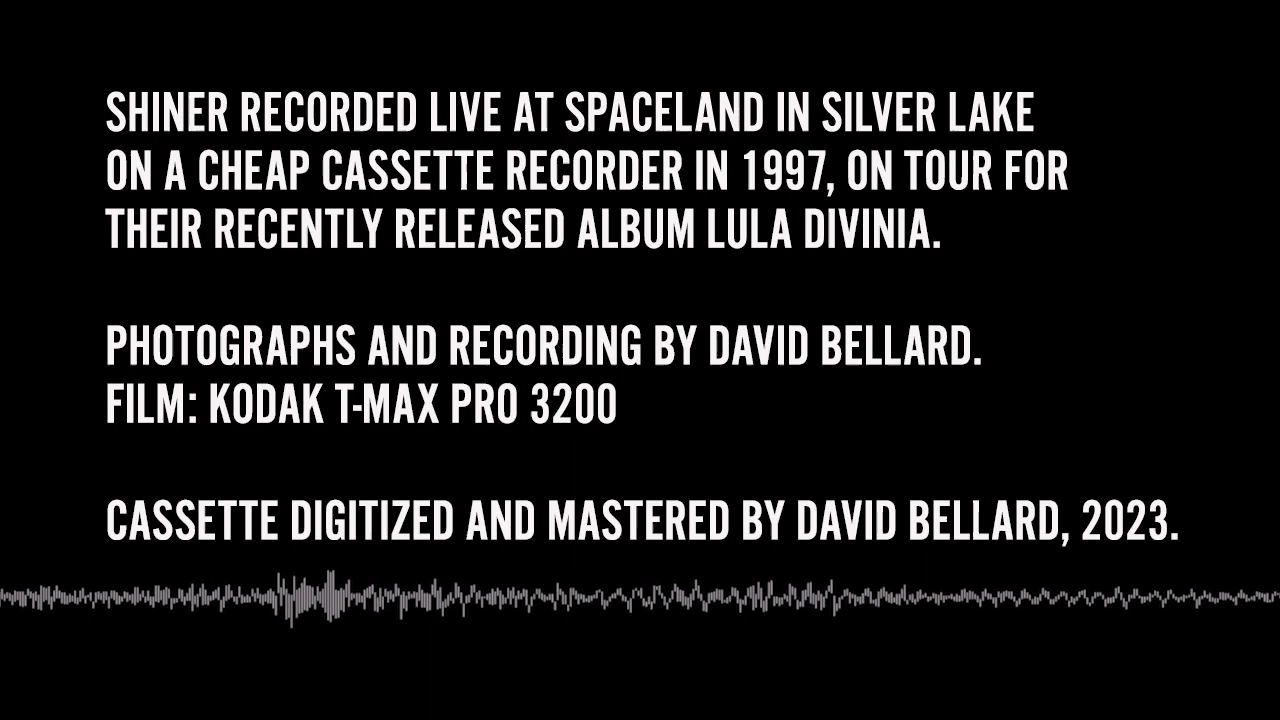 SHINER RECORDED LIVE AT SPACELAND IN SILVER LAKE
ON A CHEAP CASSETTE RECORDER IN 1997, ON TOUR FOR
THEIR RECENTLY RELEASED ALBUM LULA DIVINIA.
PHOTOGRAPHS AND RECORDING BY DAVID BELLARD.
FILM: KODAK T-MAX PRO 3200
CASSETTE DIGITIZED AND MASTERED BY DAVID BELLARD, 2023.